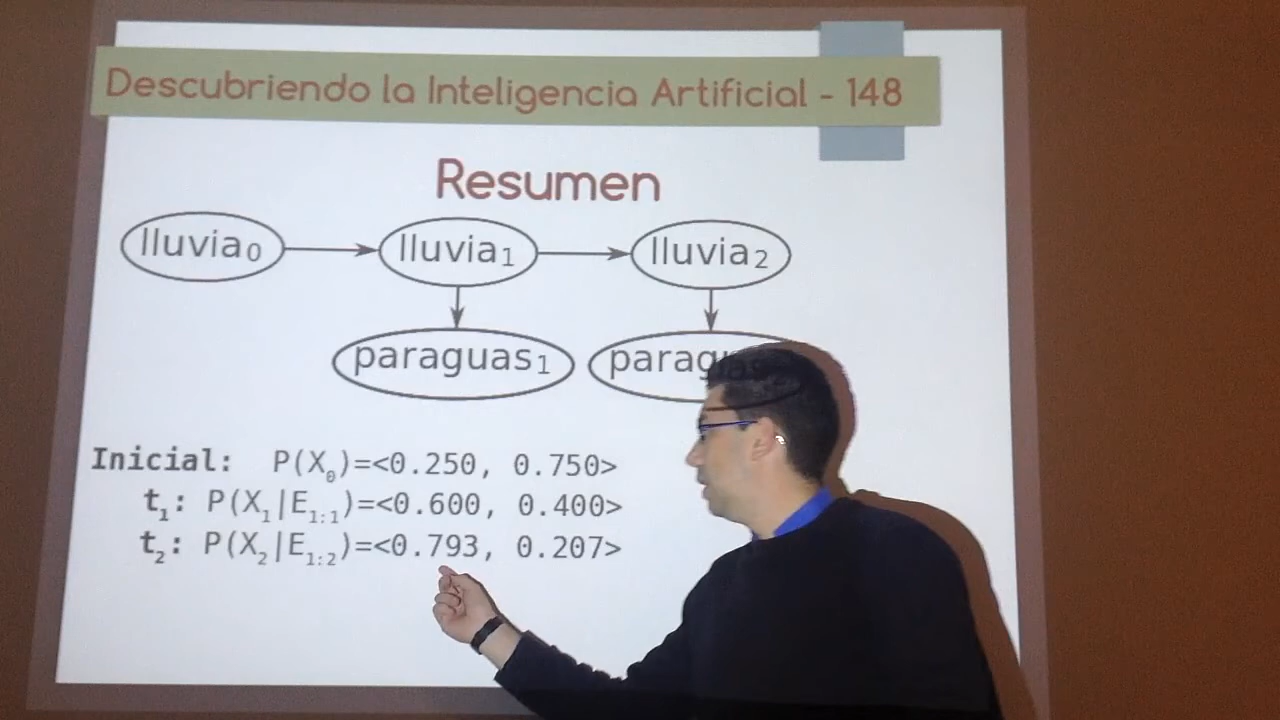 Descubriendo la Inteligencia Artificial - 148
Resumen
lluvia₀ lluvia₁ lluvia₂
paraguas₁
Inicial: P(X₀)=<0.250, 0.750>
t₁: P(X₁|E₁:₁)=<0.600, 0.400>
t₂: P(X₂|E₁:₂)=<0.793, 0.207>